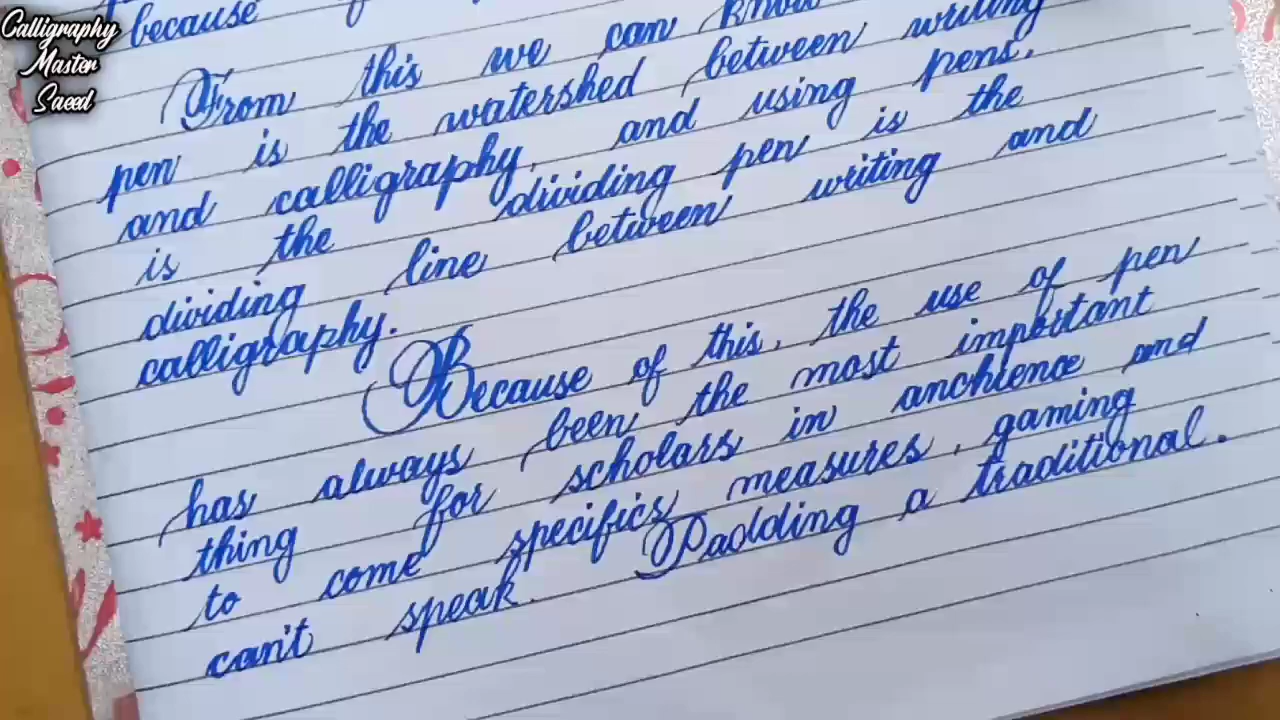 Calligraphy
Master
Saeed
because
From this we can know
pen is the watershed between writing
and calligraphy, and using pens,
is the dividing pen is the
dividing line between writing and
calligraphy.
Because of this, the use of pen
has always been the most important
thing for scholars in anchience and
to come specifics measures, gaming
can't speak. Padding a traditional.